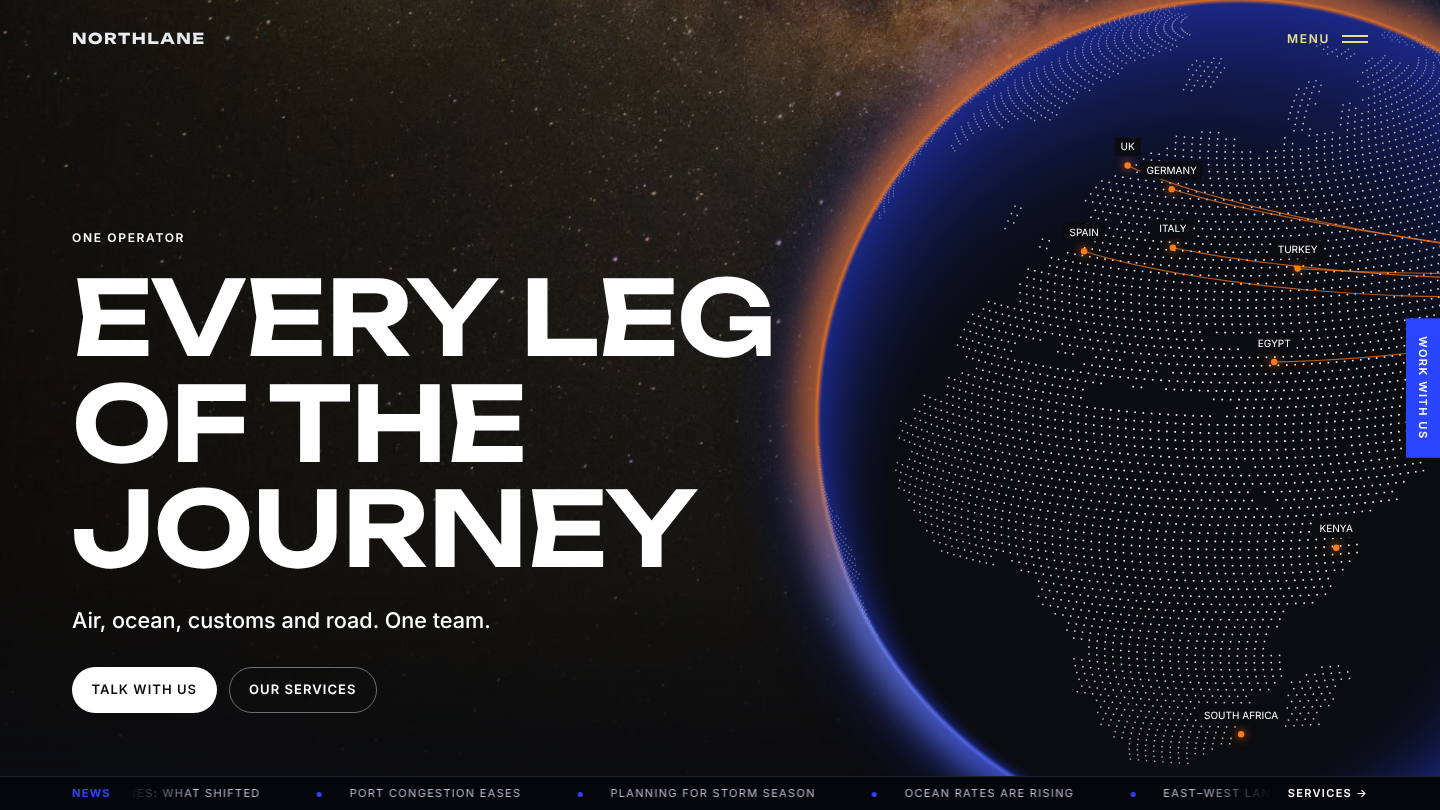 NORTHLANE
MENU
UK
GERMANY
SPAIN
ITALY
TURKEY
ONE OPERATOR
EVERY LEG
OF THE
JOURNEY
EGYPT
WORK WITH US
KENYA
Air, ocean, customs and road. One team.
TALK WITH US
OUR SERVICES
SOUTH AFRICA
NEWS
WHAT SHIFTED • PORT CONGESTION EASES • PLANNING FOR STORM SEASON • OCEAN RATES ARE RISING • EAST–WEST
SERVICES →